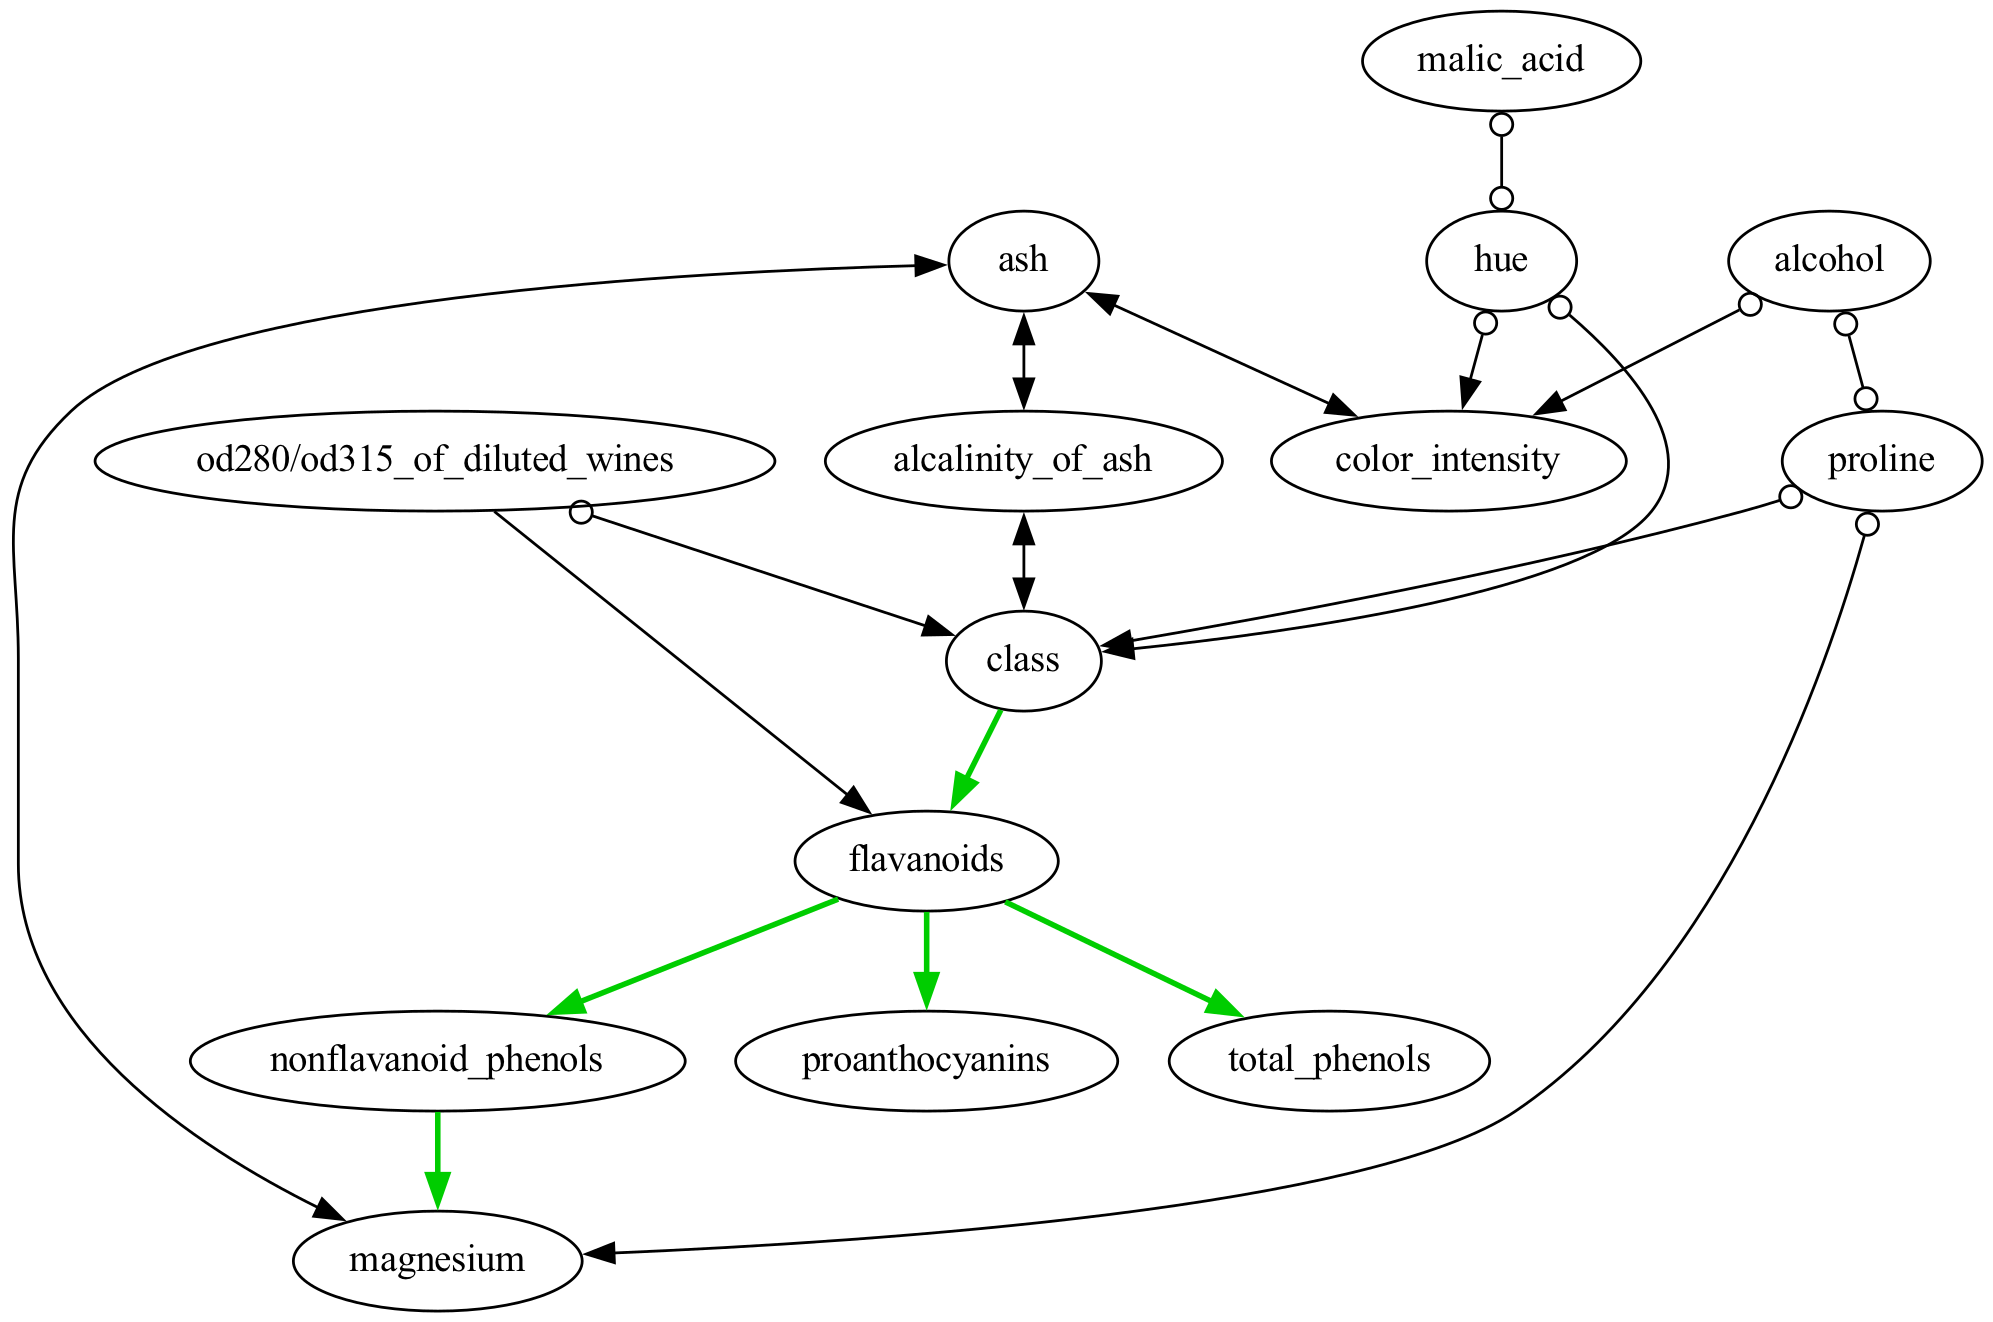 malic_acid
ash
hue
alcohol
od280/od315_of_diluted_wines
alcalinity_of_ash
color_intensity
proline
class
flavanoids
nonflavanoid_phenols
proanthocyanins
total_phenols
magnesium